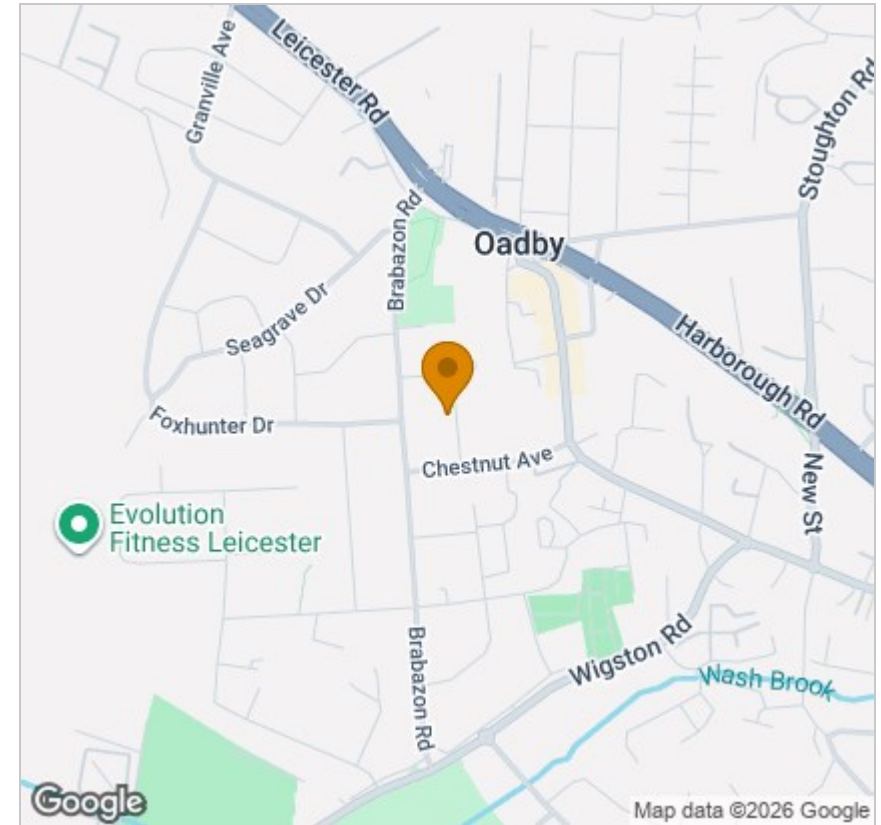 Leicester Rd
Granville Ave
Stoughton Rd
Brabazon Rd
Oadby
Seagrave Dr
Harborough Rd
Foxhunter Dr
Chestnut Ave
New St
Evolution
Fitness Leicester
Brabazon Rd
Wigston Rd
Wash Brook
Google
Map data ©2026 Google